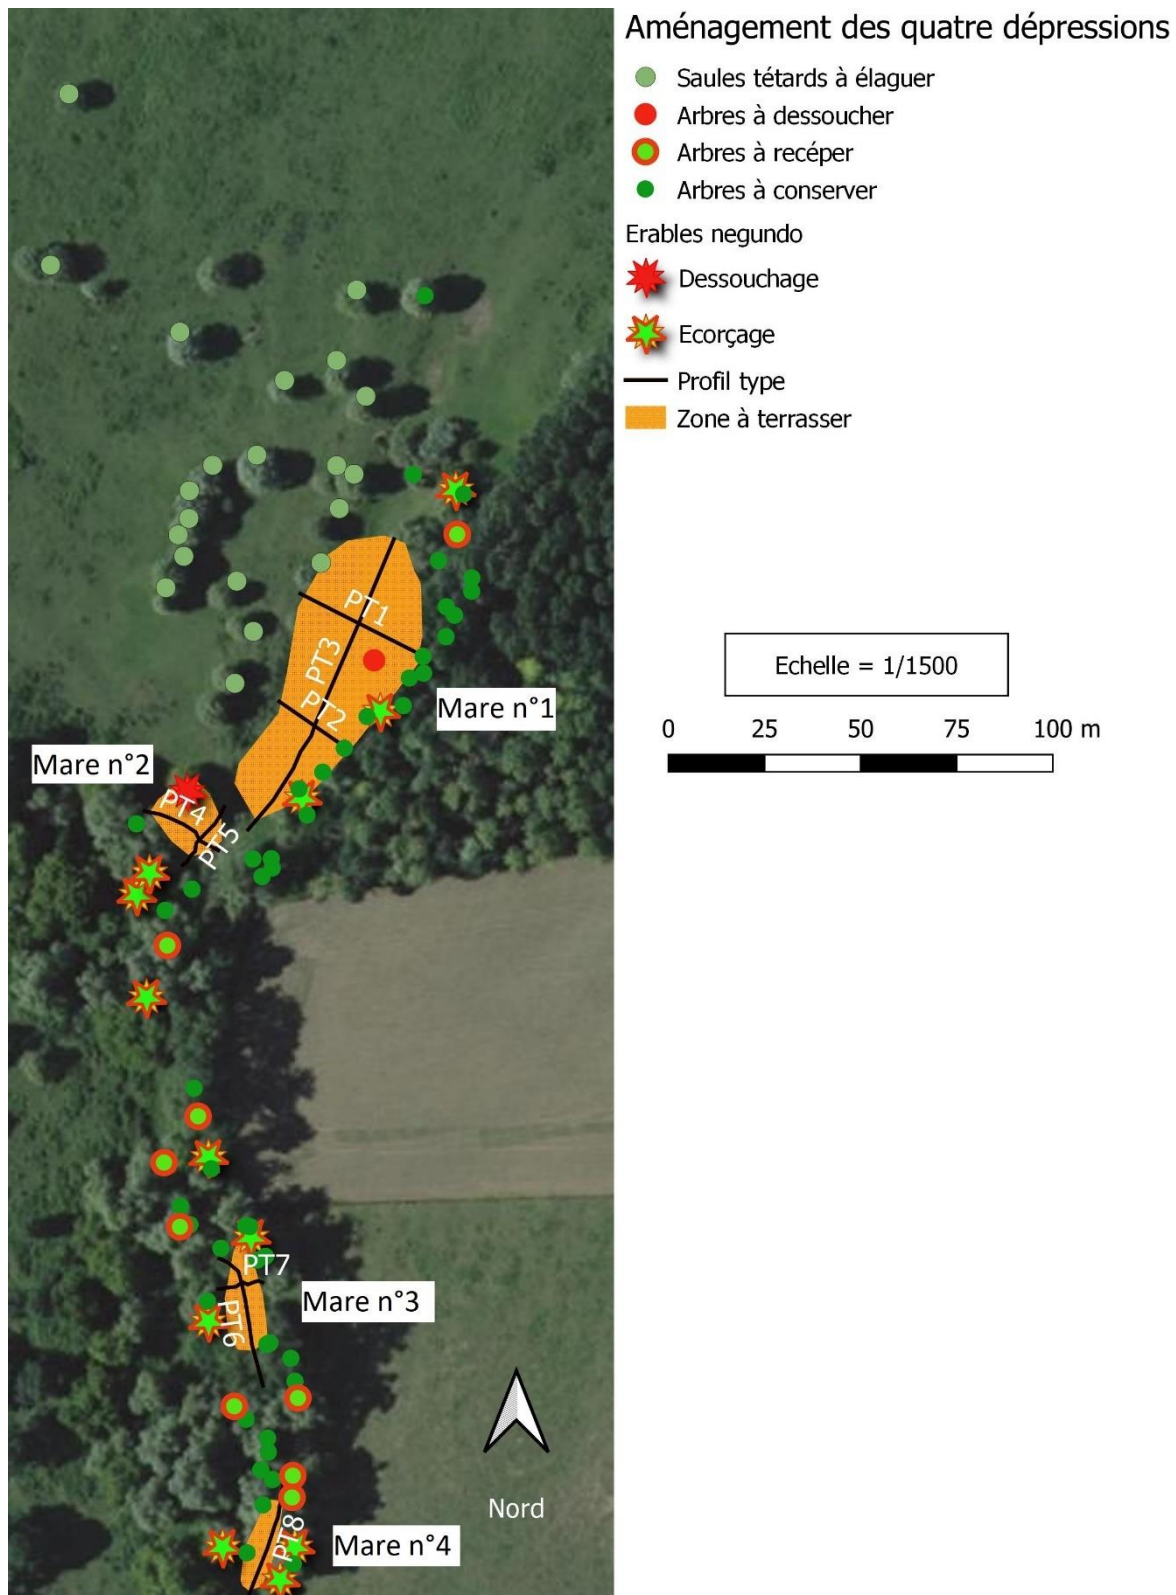 Aménagement des quatre dépressions
Saules tétards à élaguer
Arbres à dessoucher
Arbres à recéper
Arbres à conserver
Erables negundo
Dessouchage
Ecorçage
Profil type
Zone à terrasser
Echelle = 1/1500
0 25 50 75 100 m
PT1
PT3
PT2
Mare n°1
Mare n°2
PT4
PT5
PT7
Mare n°3
PT6
Nord
PT8
Mare n°4